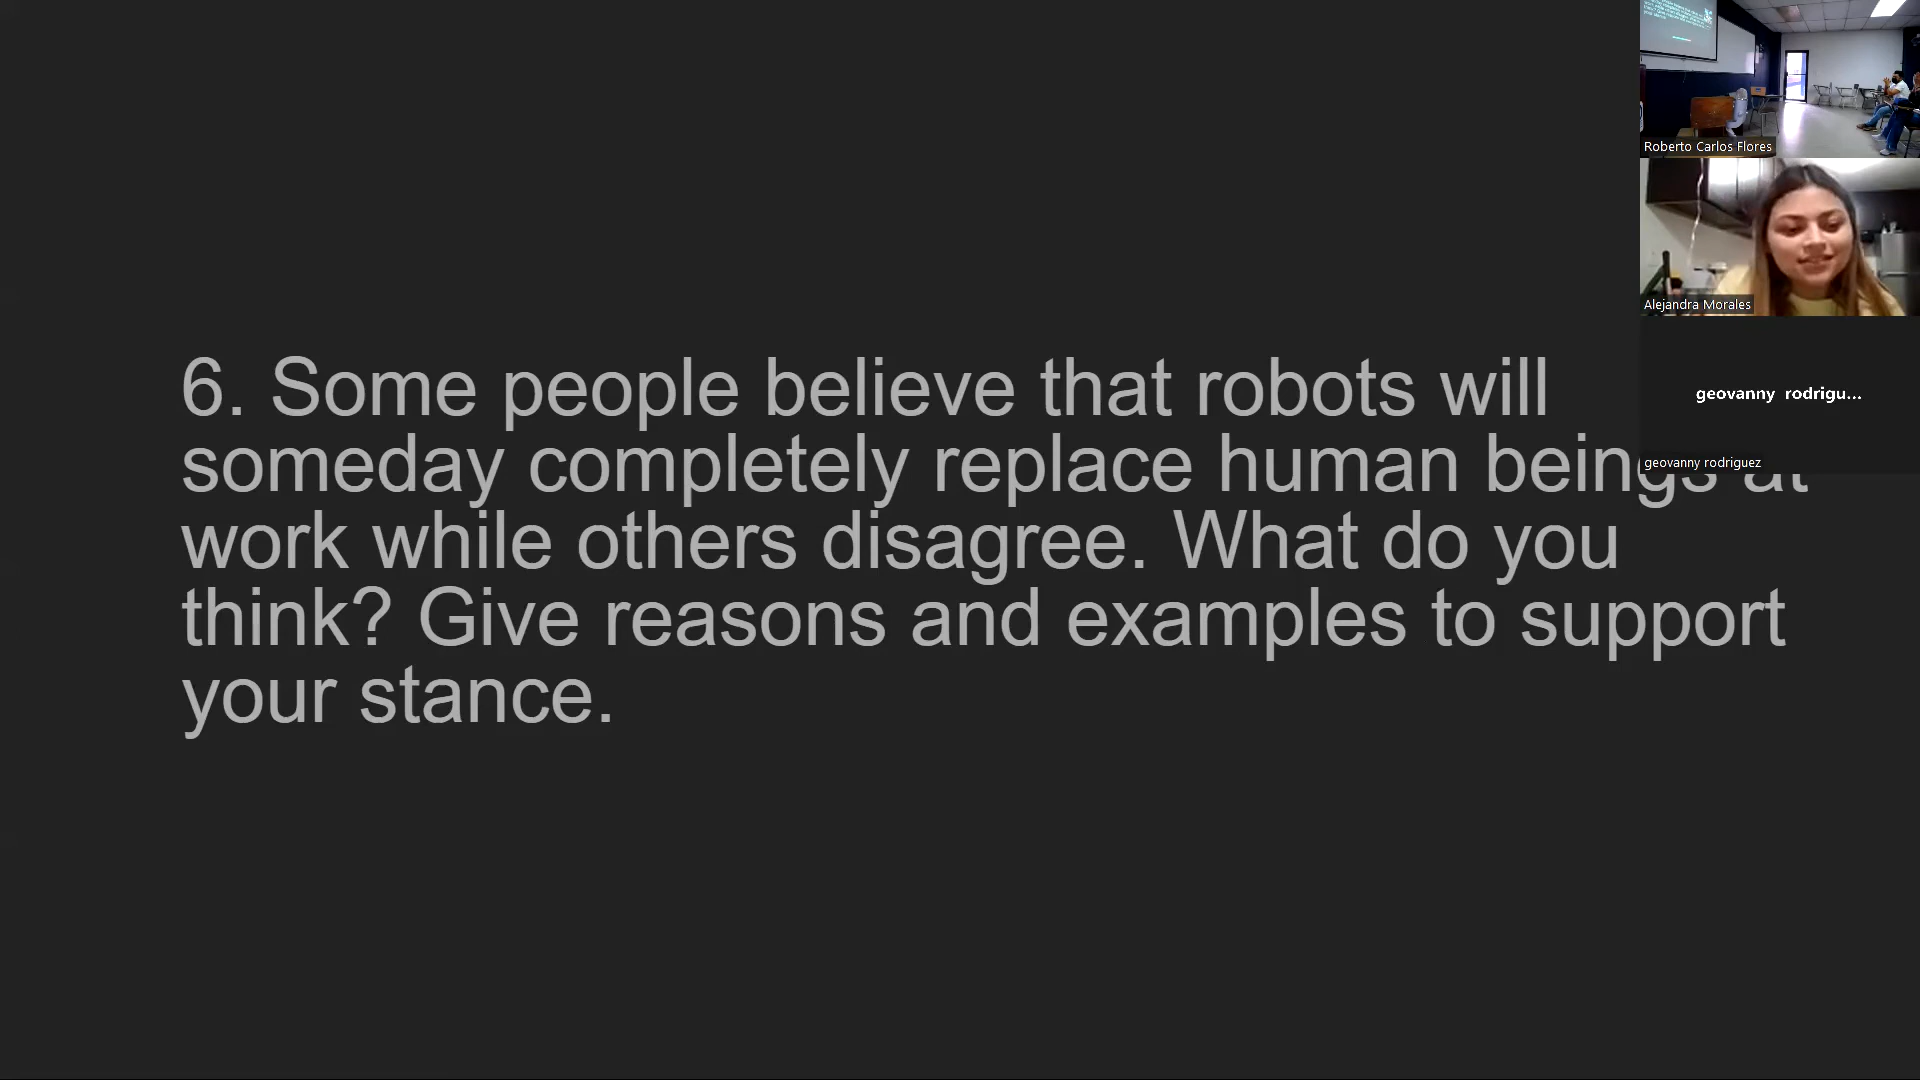 6. Some people believe that robots will
someday completely replace human beings at
work while others disagree. What do you
think? Give reasons and examples to support
your stance.
Roberto Carlos Flores
Alejandra Morales
geovanny rodrigu...
geovanny rodriguez